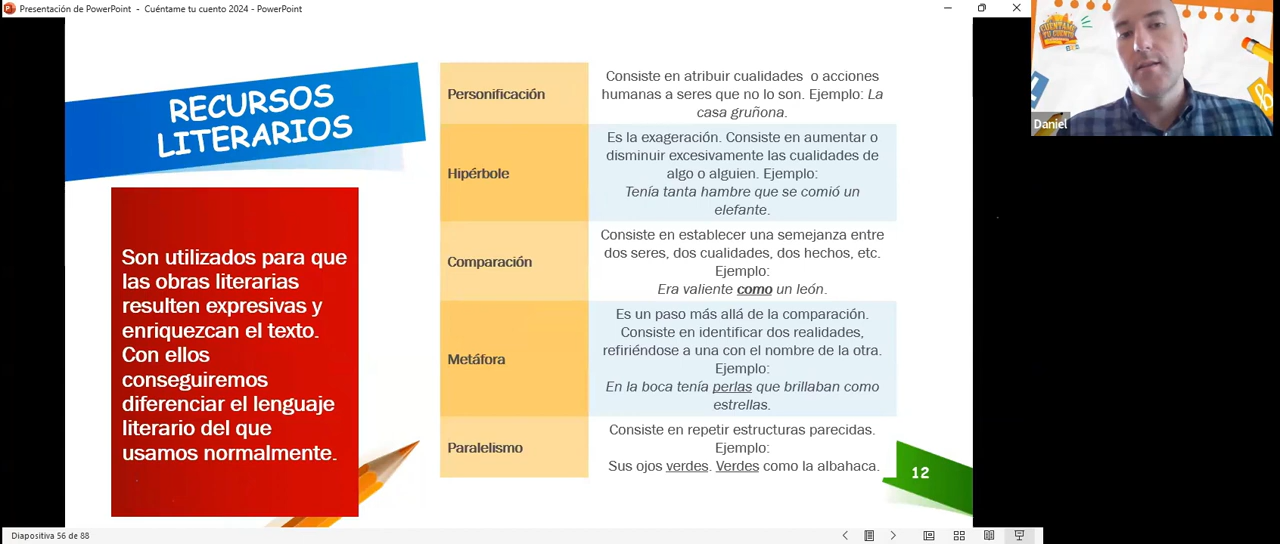 Presentación de PowerPoint - Cuéntame tu cuento 2024 - PowerPoint
CUÉNTAME
TU CUENTO
Daniel
RECURSOS
LITERARIOS
Son utilizados para que
las obras literarias
resulten expresivas y
enriquezcan el texto.
Con ellos
conseguiremos
diferenciar el lenguaje
literario del que
usamos normalmente.
Personificación
Consiste en atribuir cualidades o acciones
humanas a seres que no lo son. Ejemplo: La
casa gruñona.
Hipérbole
Es la exageración. Consiste en aumentar o
disminuir excesivamente las cualidades de
algo o alguien. Ejemplo:
Tenía tanta hambre que se comió un
elefante.
Comparación
Consiste en establecer una semejanza entre
dos seres, dos cualidades, dos hechos, etc.
Ejemplo:
Era valiente como un león.
Metáfora
Es un paso más allá de la comparación.
Consiste en identificar dos realidades,
refiriéndose a una con el nombre de la otra.
Ejemplo:
En la boca tenía perlas que brillaban como
estrellas.
Paralelismo
Consiste en repetir estructuras parecidas.
Ejemplo:
Sus ojos verdes. Verdes como la albahaca.
12
Diapositiva 56 de 88